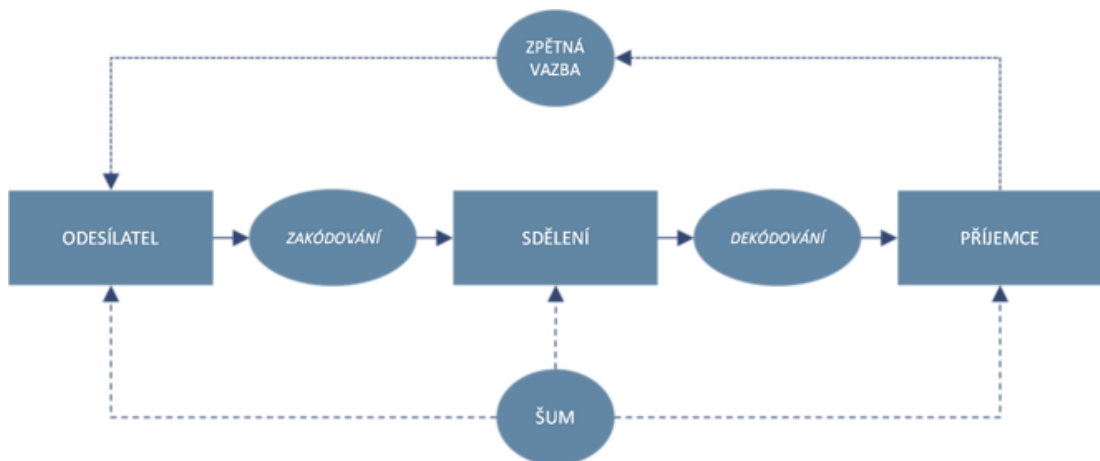 ZPĚTNÁ
VAZBA
ODESÍLATEL
ZAKÓDOVÁNÍ
SDĚLENÍ
DEKÓDOVÁNÍ
PŘÍJEMCE
ŠUM